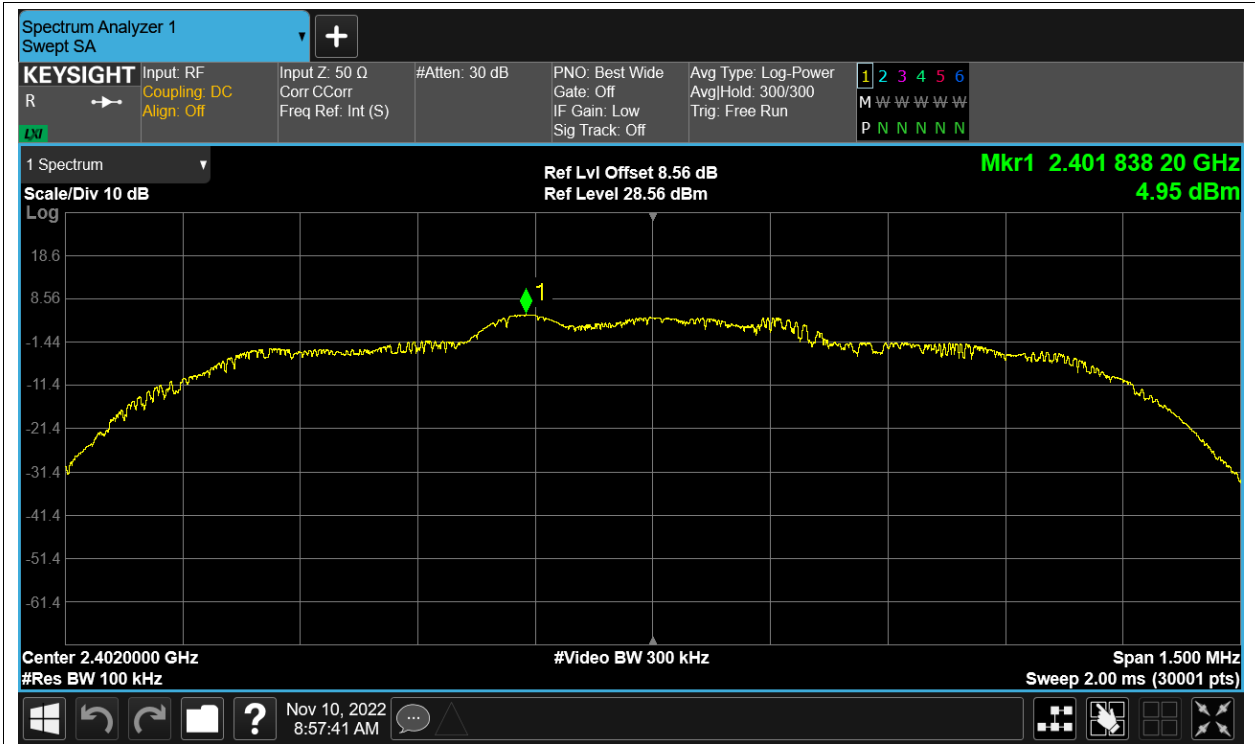 Spectrum Analyzer 1
Swept SA
KEYSIGHT
R
LXI
Input: RF
Coupling: DC
Align: Off
Input Z: 50 Ω
Corr CCorr
Freq Ref: Int (S)
#Atten: 30 dB
PNO: Best Wide
Gate: Off
IF Gain: Low
Sig Track: Off
Avg Type: Log-Power
Avg|Hold: 300/300
Trig: Free Run
1 2 3 4 5 6
M W W W W W
P N N N N N
1 Spectrum
Scale/Div 10 dB
Ref Lvl Offset 8.56 dB
Ref Level 28.56 dBm
Mkr1 2.401 838 20 GHz
4.95 dBm
Log
18.6
8.56
-1.44
-11.4
-21.4
-31.4
-41.4
-51.4
-61.4
1
Center 2.4020000 GHz
#Res BW 100 kHz
#Video BW 300 kHz
Span 1.500 MHz
Sweep 2.00 ms (30001 pts)
?
Nov 10, 2022
8:57:41 AM